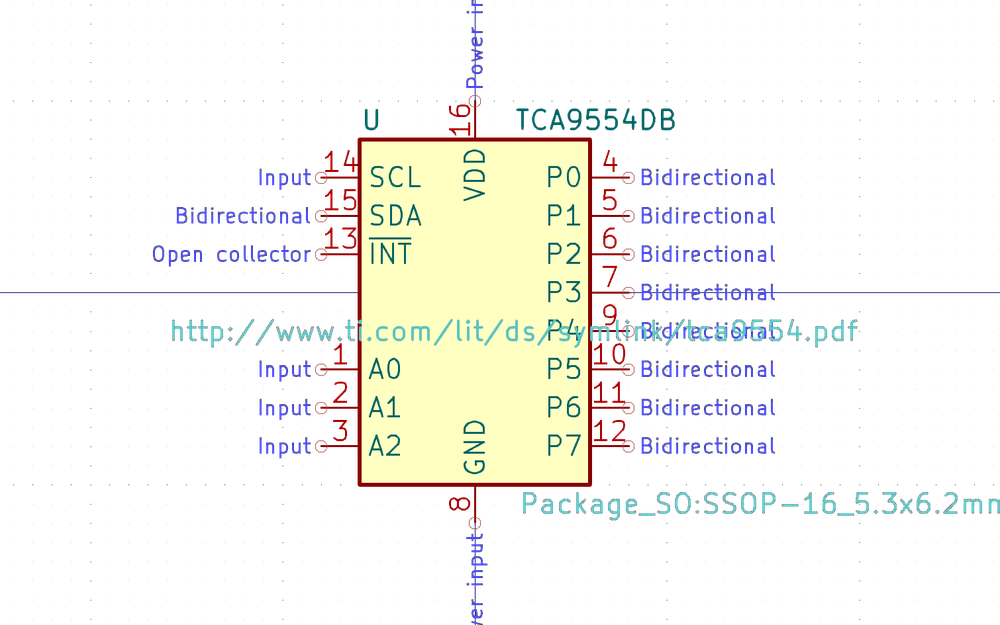 Power in
16
U TCA9554DB
VDD
Input 14 SCL P0 4 Bidirectional
Bidirectional 15 SDA P1 5 Bidirectional
Open collector 13 INT P2 6 Bidirectional
P3 7 Bidirectional
P4 9 Bidirectional
http://www.ti.com/lit/ds/symlink/tca9554.pdf
Input 1 A0 P5 10 Bidirectional
Input 2 A1 P6 11 Bidirectional
Input 3 A2 P7 12 Bidirectional
GND
8
Package_SO:SSOP-16_5.3x6.2mm
wer input